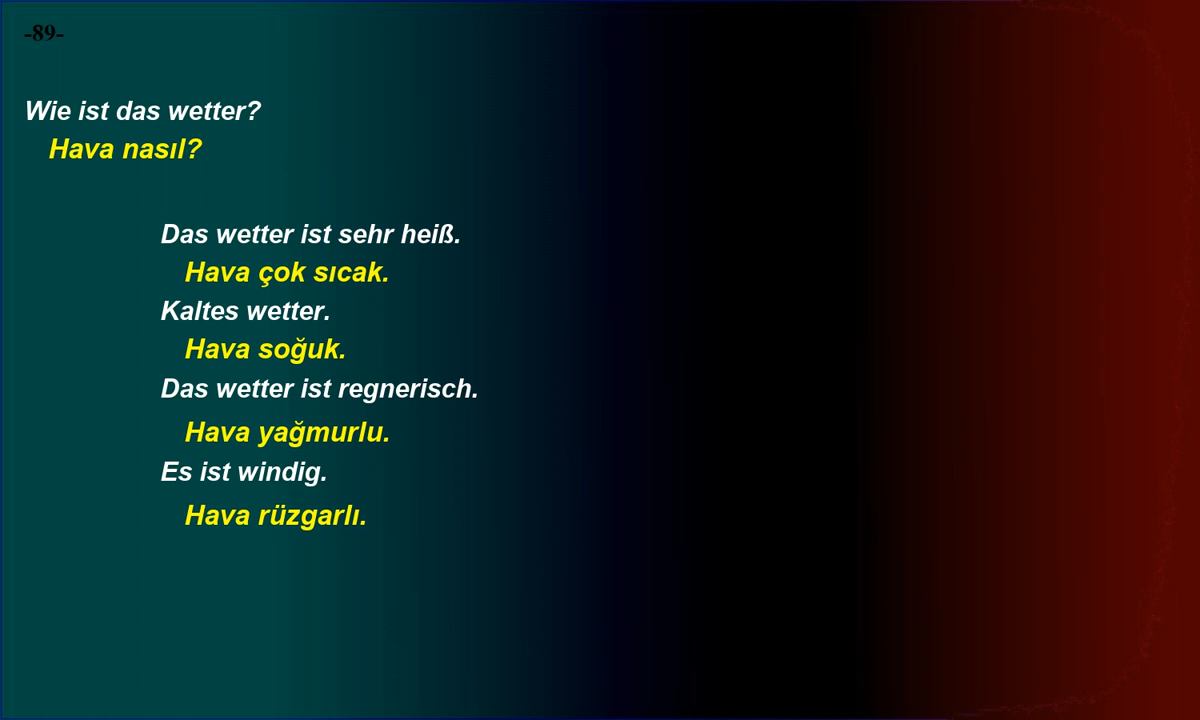 -89-
Wie ist das wetter?
Hava nasıl?
Das wetter ist sehr heiß.
Hava çok sıcak.
Kaltes wetter.
Hava soğuk.
Das wetter ist regnerisch.
Hava yağmurlu.
Es ist windig.
Hava rüzgarlı.